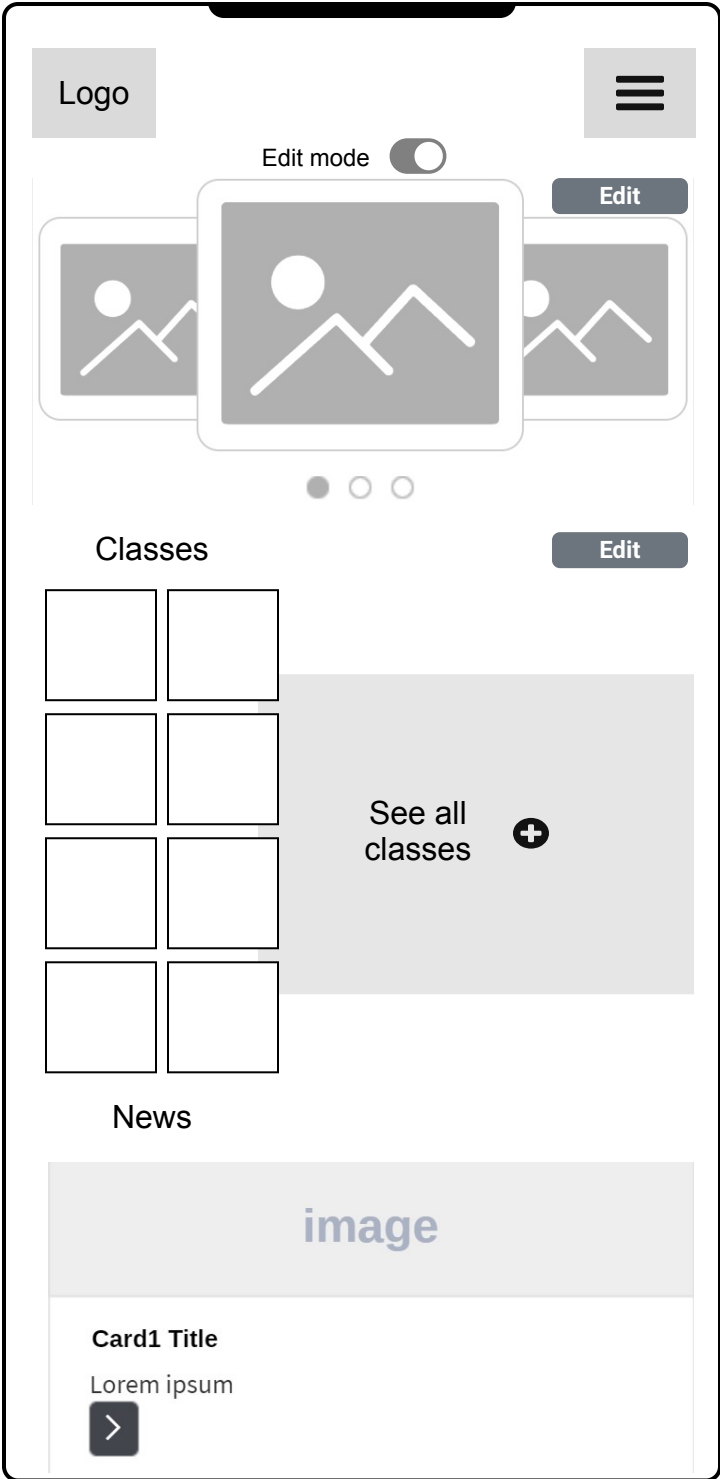 Logo
Edit mode
Edit
Classes
Edit
See all
classes
News
image
Card1 Title
Lorem ipsum